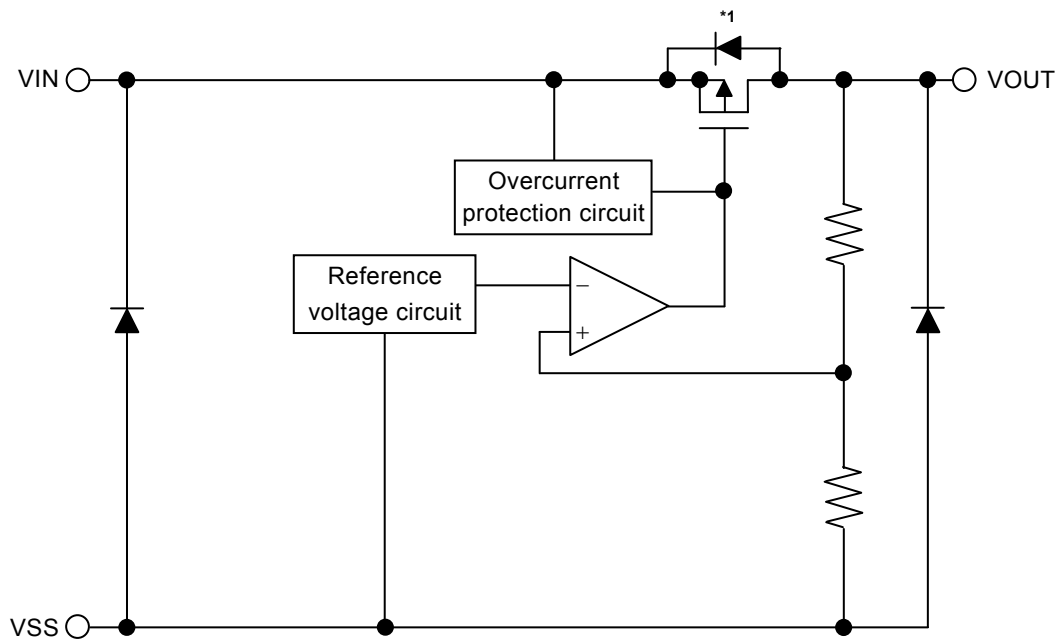 *1
VIN
VOUT
Overcurrent
protection circuit
Reference
voltage circuit
−
+
VSS